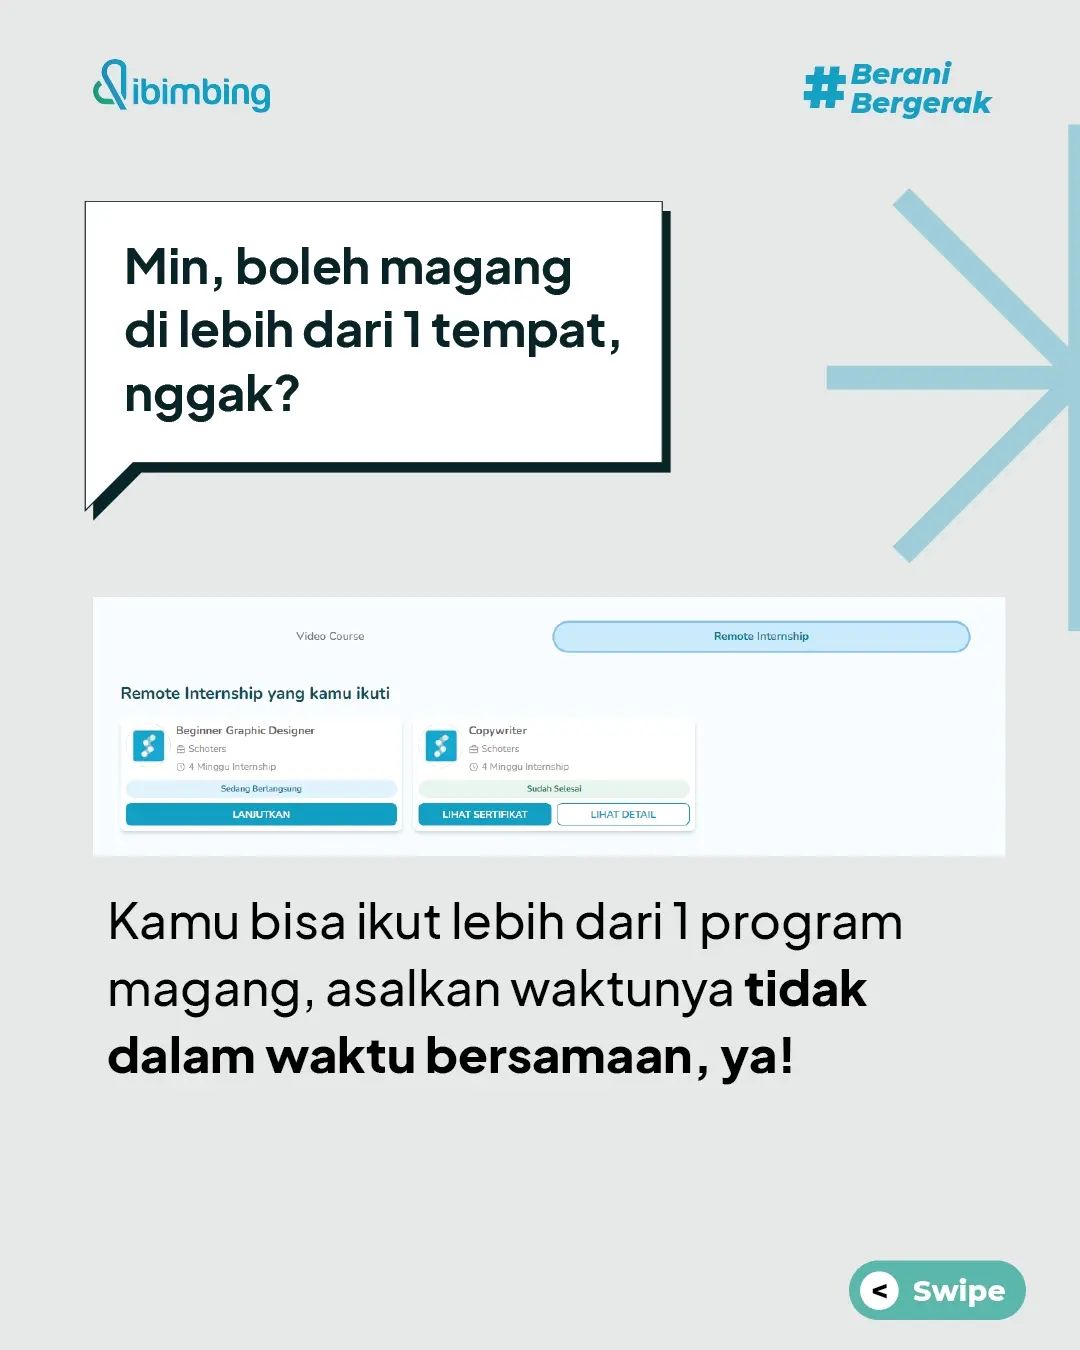 dibimbing
#Berani
Bergerak
Min, boleh magang
di lebih dari 1 tempat,
nggak?
Video Course
Remote Internship
Remote Internship yang kamu ikuti
Beginner Graphic Designer
Schoters
4 Minggu Internship
Sedang Berlangsung
LANJUTKAN
Copywriter
Schoters
4 Minggu Internship
Sudah Selesai
LIHAT SERTIFIKAT
LIHAT DETAIL
Kamu bisa ikut lebih dari 1 program
magang, asalkan waktunya tidak
dalam waktu bersamaan, ya!
< Swipe